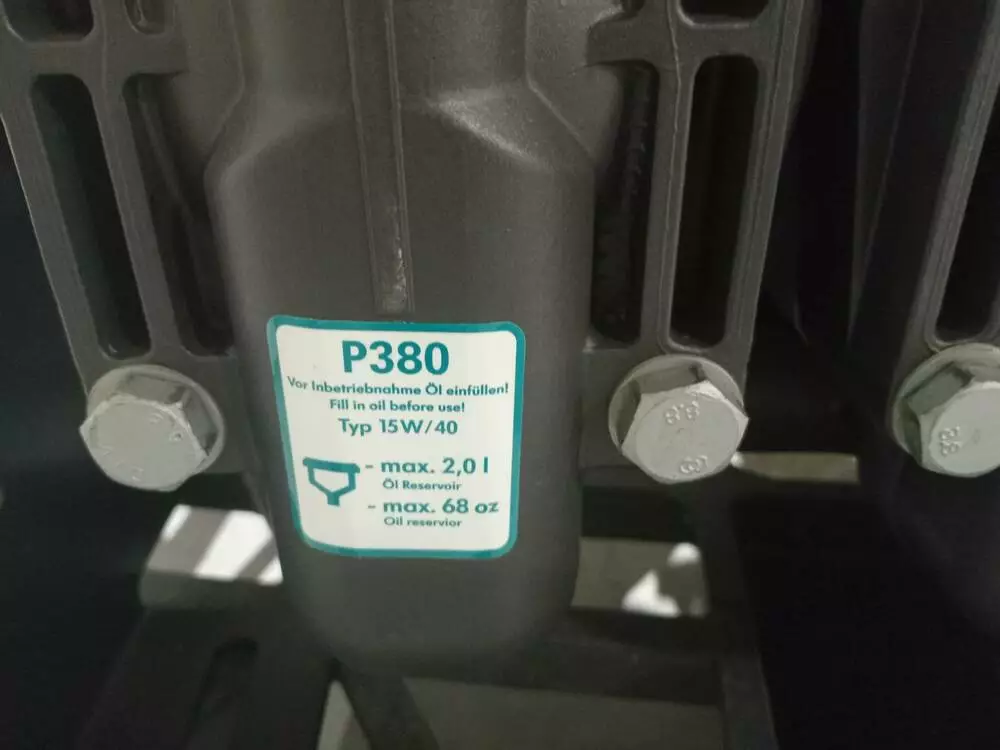 P380
Vor Inbetriebnahme Öl einfüllen!
Fill in oil before use!
Typ 15W/40
- max. 2,0 l
Öl Reservoir
- max. 68 oz
Oil reservior
8.8
8.8